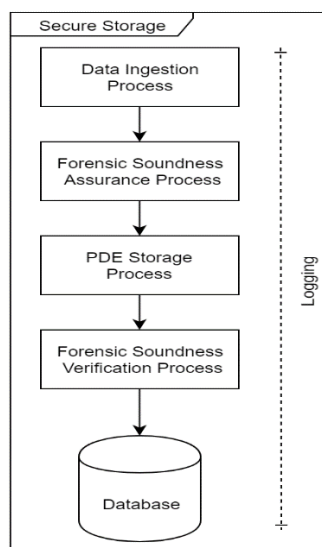 Secure Storage
Data Ingestion
Process
Forensic Soundness
Assurance Process
PDE Storage
Process
Forensic Soundness
Verification Process
Database
Logging